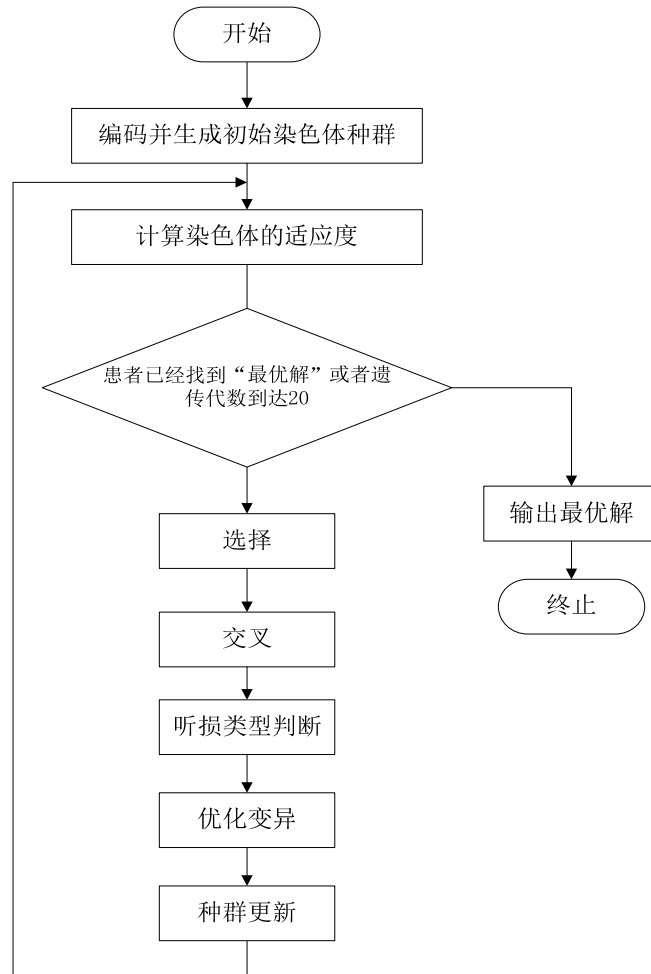 开始
编码并生成初始染色体种群
计算染色体的适应度
患者已经找到“最优解”或者遗
传代数到达20
选择
输出最优解
交叉
终止
听损类型判断
优化变异
种群更新